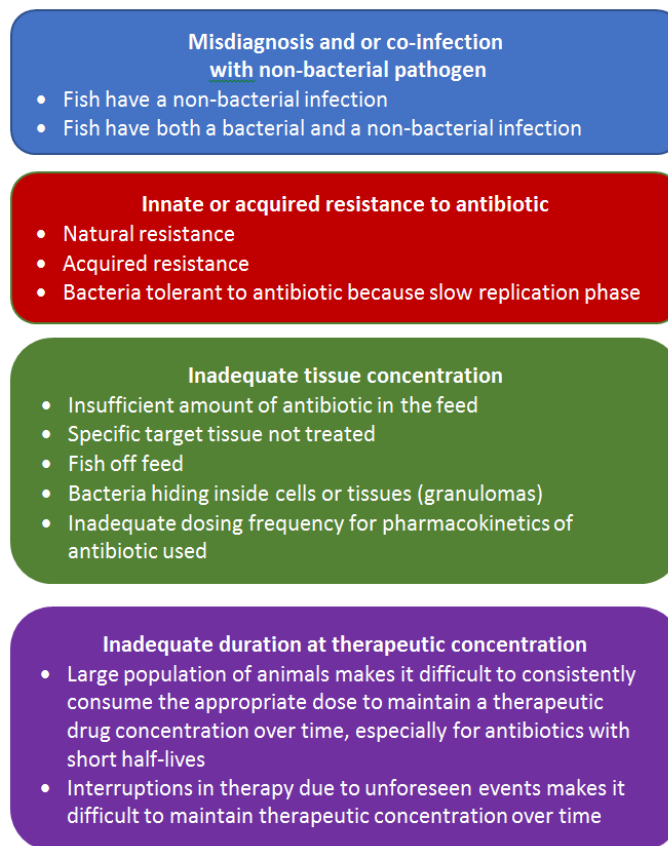 Misdiagnosis and or co-infection
with non-bacterial pathogen
• Fish have a non-bacterial infection
• Fish have both a bacterial and a non-bacterial infection
Innate or acquired resistance to antibiotic
• Natural resistance
• Acquired resistance
• Bacteria tolerant to antibiotic because slow replication phase
Inadequate tissue concentration
• Insufficient amount of antibiotic in the feed
• Specific target tissue not treated
• Fish off feed
• Bacteria hiding inside cells or tissues (granulomas)
• Inadequate dosing frequency for pharmacokinetics of
antibiotic used
Inadequate duration at therapeutic concentration
• Large population of animals makes it difficult to consistently
consume the appropriate dose to maintain a therapeutic
drug concentration over time, especially for antibiotics with
short half-lives
• Interruptions in therapy due to unforeseen events makes it
difficult to maintain therapeutic concentration over time